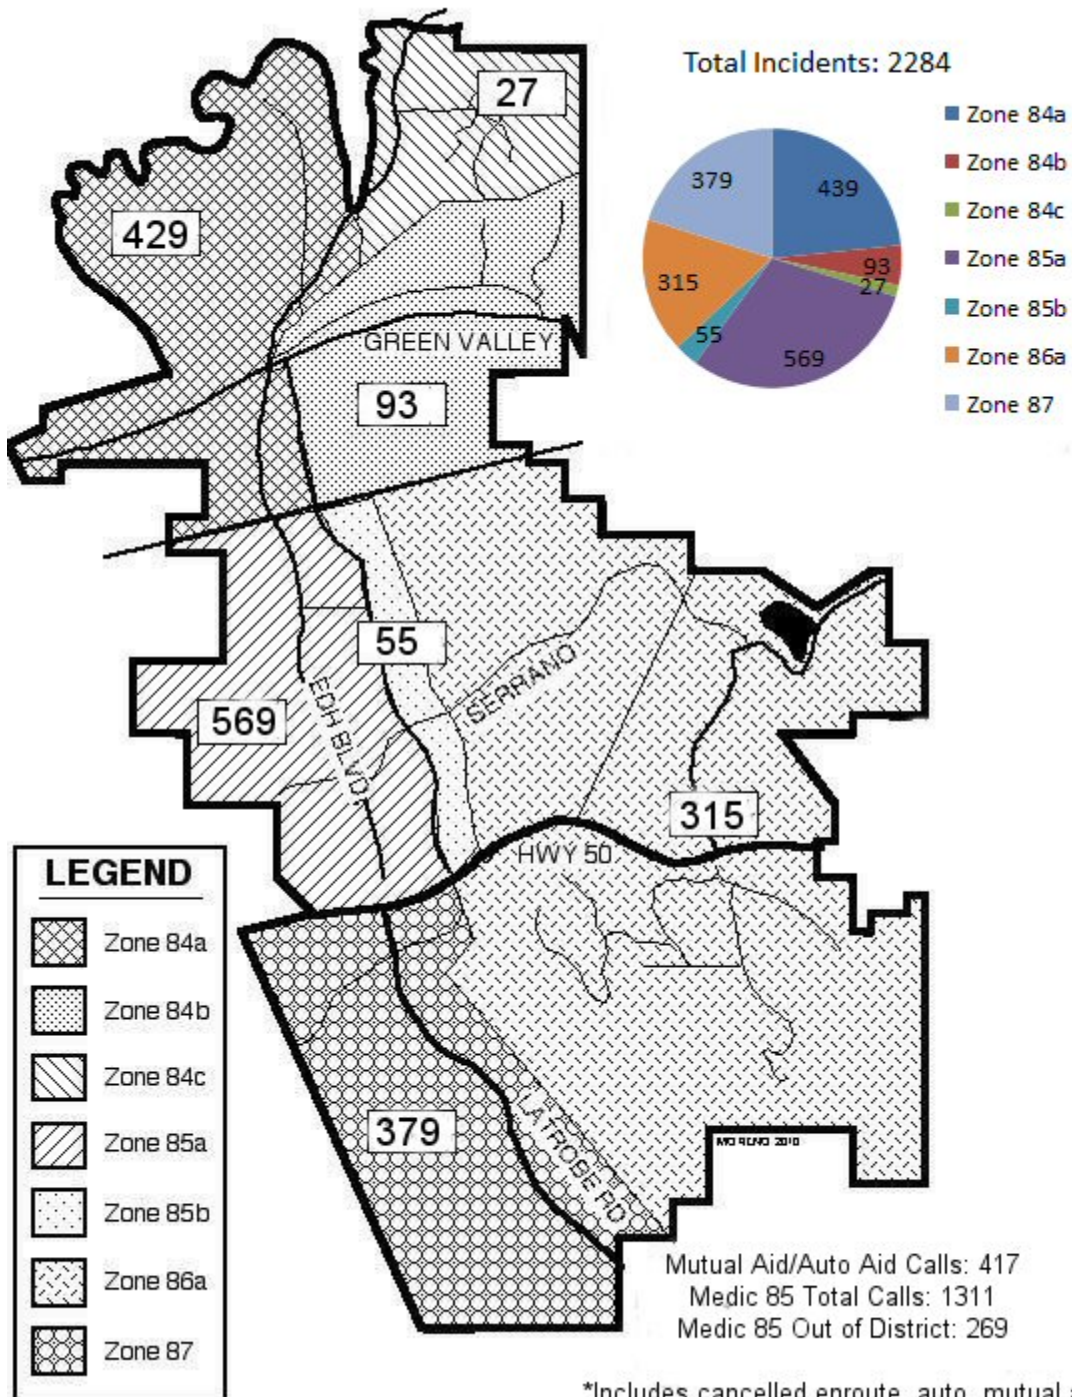 Total Incidents: 2284
Zone 84a
Zone 84b
Zone 84c
Zone 85a
Zone 85b
Zone 86a
Zone 87
439
93
27
569
55
315
379
27
429
GREEN VALLEY
93
55
SERRANO
569
EDH BLVD
315
HWY 50
379
LATROBE RD
MORENO 2010
LEGEND
Zone 84a
Zone 84b
Zone 84c
Zone 85a
Zone 85b
Zone 86a
Zone 87
Mutual Aid/Auto Aid Calls: 417
Medic 85 Total Calls: 1311
Medic 85 Out of District: 269
*Includes cancelled enroute, auto, mutual